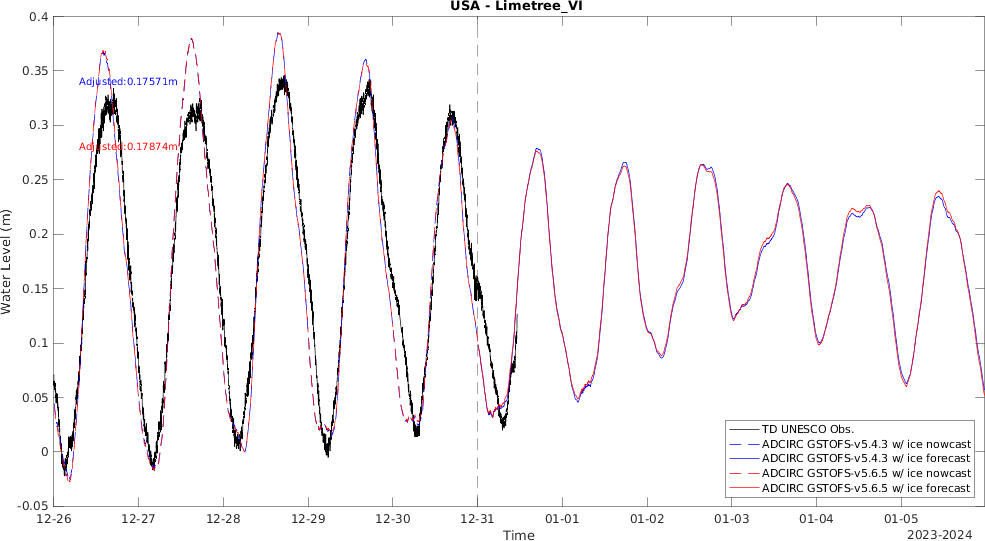 USA - Limetree_VI
Water Level (m)
0.4
0.35
0.3
0.25
0.2
0.15
0.1
0.05
0
-0.05
Adjusted:0.17571m
Adjusted:0.17874m
TD UNESCO Obs.
ADCIRC GSTOFS-v5.4.3 w/ ice nowcast
ADCIRC GSTOFS-v5.4.3 w/ ice forecast
ADCIRC GSTOFS-v5.6.5 w/ ice nowcast
ADCIRC GSTOFS-v5.6.5 w/ ice forecast
12-26 12-27 12-28 12-29 12-30 12-31 01-01 01-02 01-03 01-04 01-05
Time
2023-2024